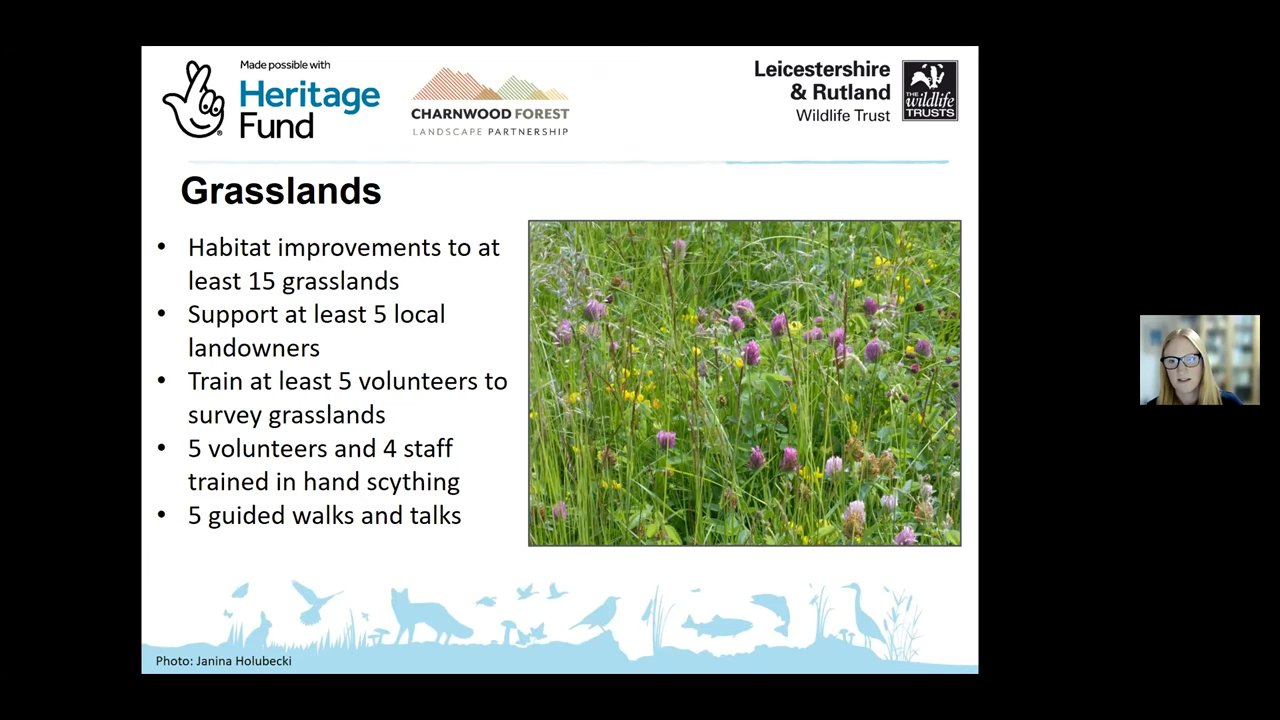 Made possible with
Heritage
Fund
CHARNWOOD FOREST
LANDSCAPE PARTNERSHIP
Leicestershire
& Rutland
Wildlife Trust
THE
wildlife
TRUSTS
Grasslands
• Habitat improvements to at
least 15 grasslands
• Support at least 5 local
landowners
• Train at least 5 volunteers to
survey grasslands
• 5 volunteers and 4 staff
trained in hand scything
• 5 guided walks and talks
Photo: Janina Holubecki